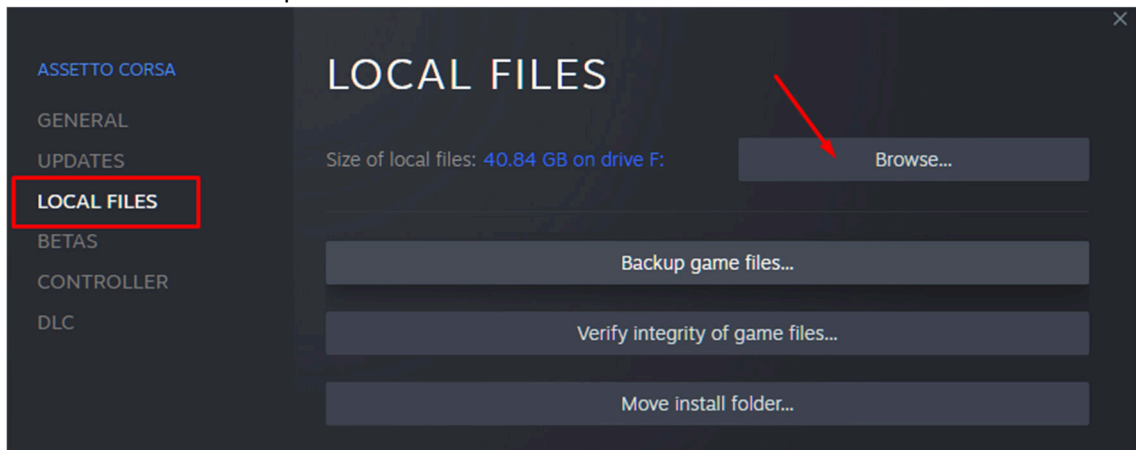 ASSETTO CORSA
GENERAL
UPDATES
LOCAL FILES
BETAS
CONTROLLER
DLC
LOCAL FILES
Size of local files: 40.84 GB on drive F:
Browse...
Backup game files...
Verify integrity of game files...
Move install folder...